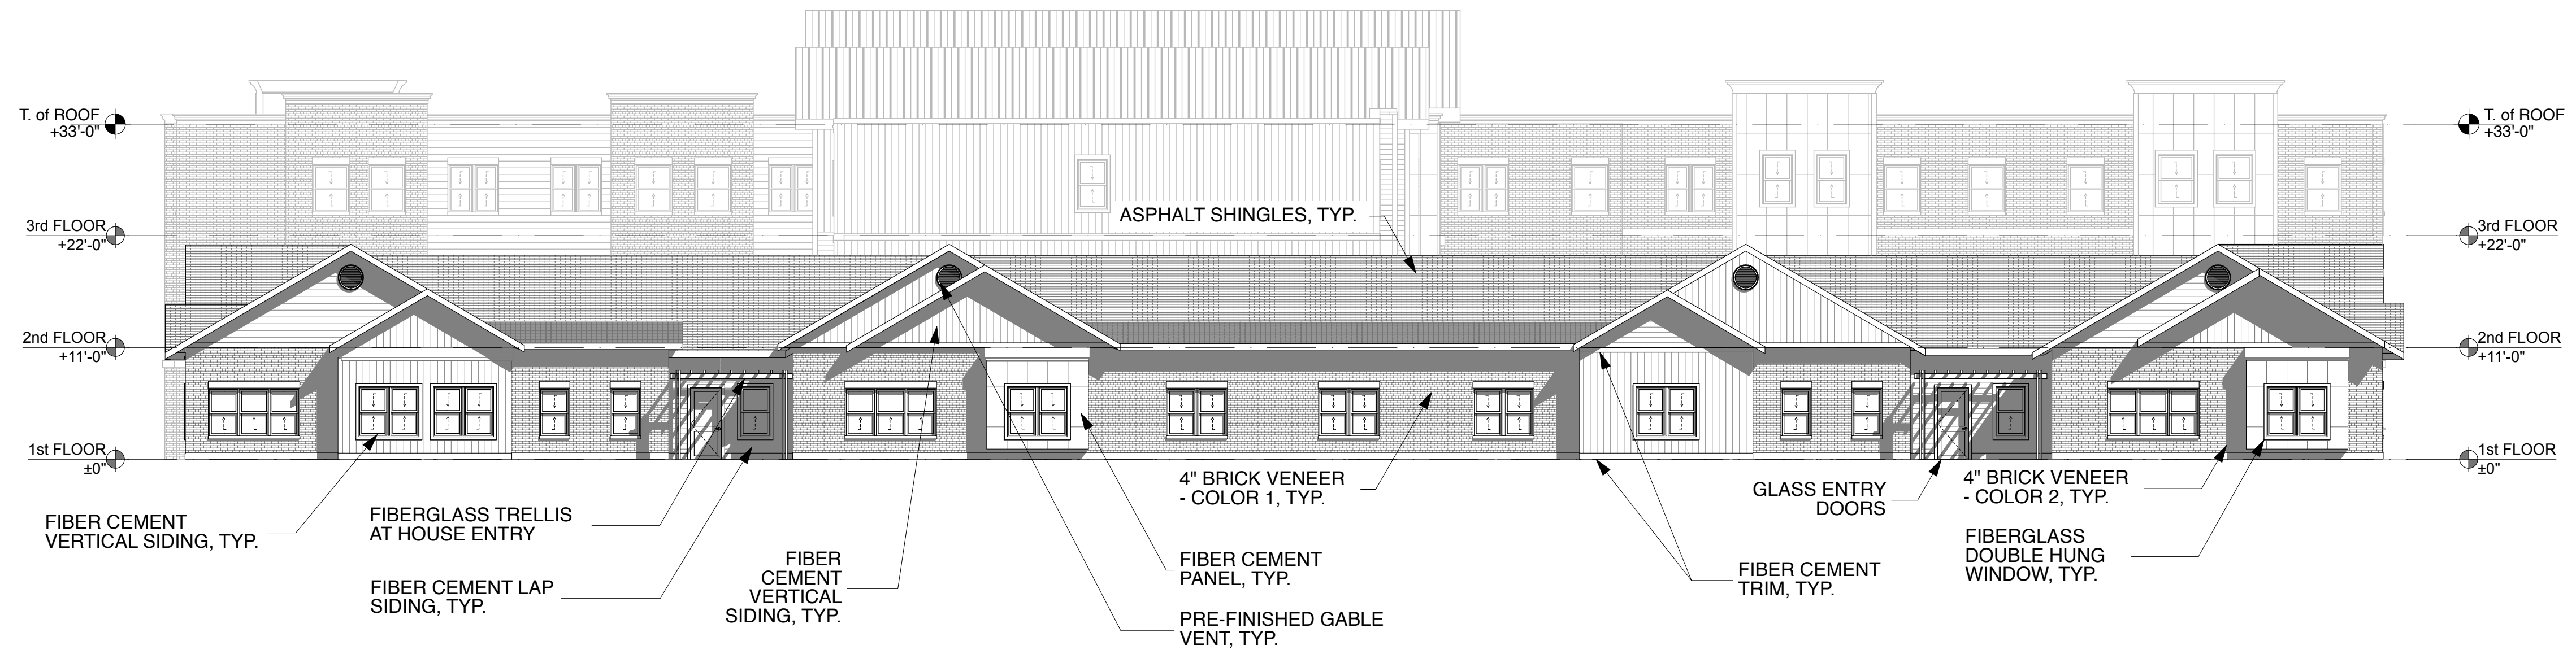 T. of ROOF
+33'-0"
T. of ROOF
+33'-0"
ASPHALT SHINGLES, TYP.
3rd FLOOR
+22'-0"
3rd FLOOR
+22'-0"
2nd FLOOR
+11'-0"
2nd FLOOR
+11'-0"
1st FLOOR
±0"
1st FLOOR
±0"
FIBER CEMENT
VERTICAL SIDING, TYP.
FIBERGLASS TRELLIS
AT HOUSE ENTRY
FIBER CEMENT LAP
SIDING, TYP.
FIBER
CEMENT
VERTICAL
SIDING, TYP.
4" BRICK VENEER
- COLOR 1, TYP.
FIBER CEMENT
PANEL, TYP.
PRE-FINISHED GABLE
VENT, TYP.
FIBER CEMENT
TRIM, TYP.
GLASS ENTRY
DOORS
4" BRICK VENEER
- COLOR 2, TYP.
FIBERGLASS
DOUBLE HUNG
WINDOW, TYP.